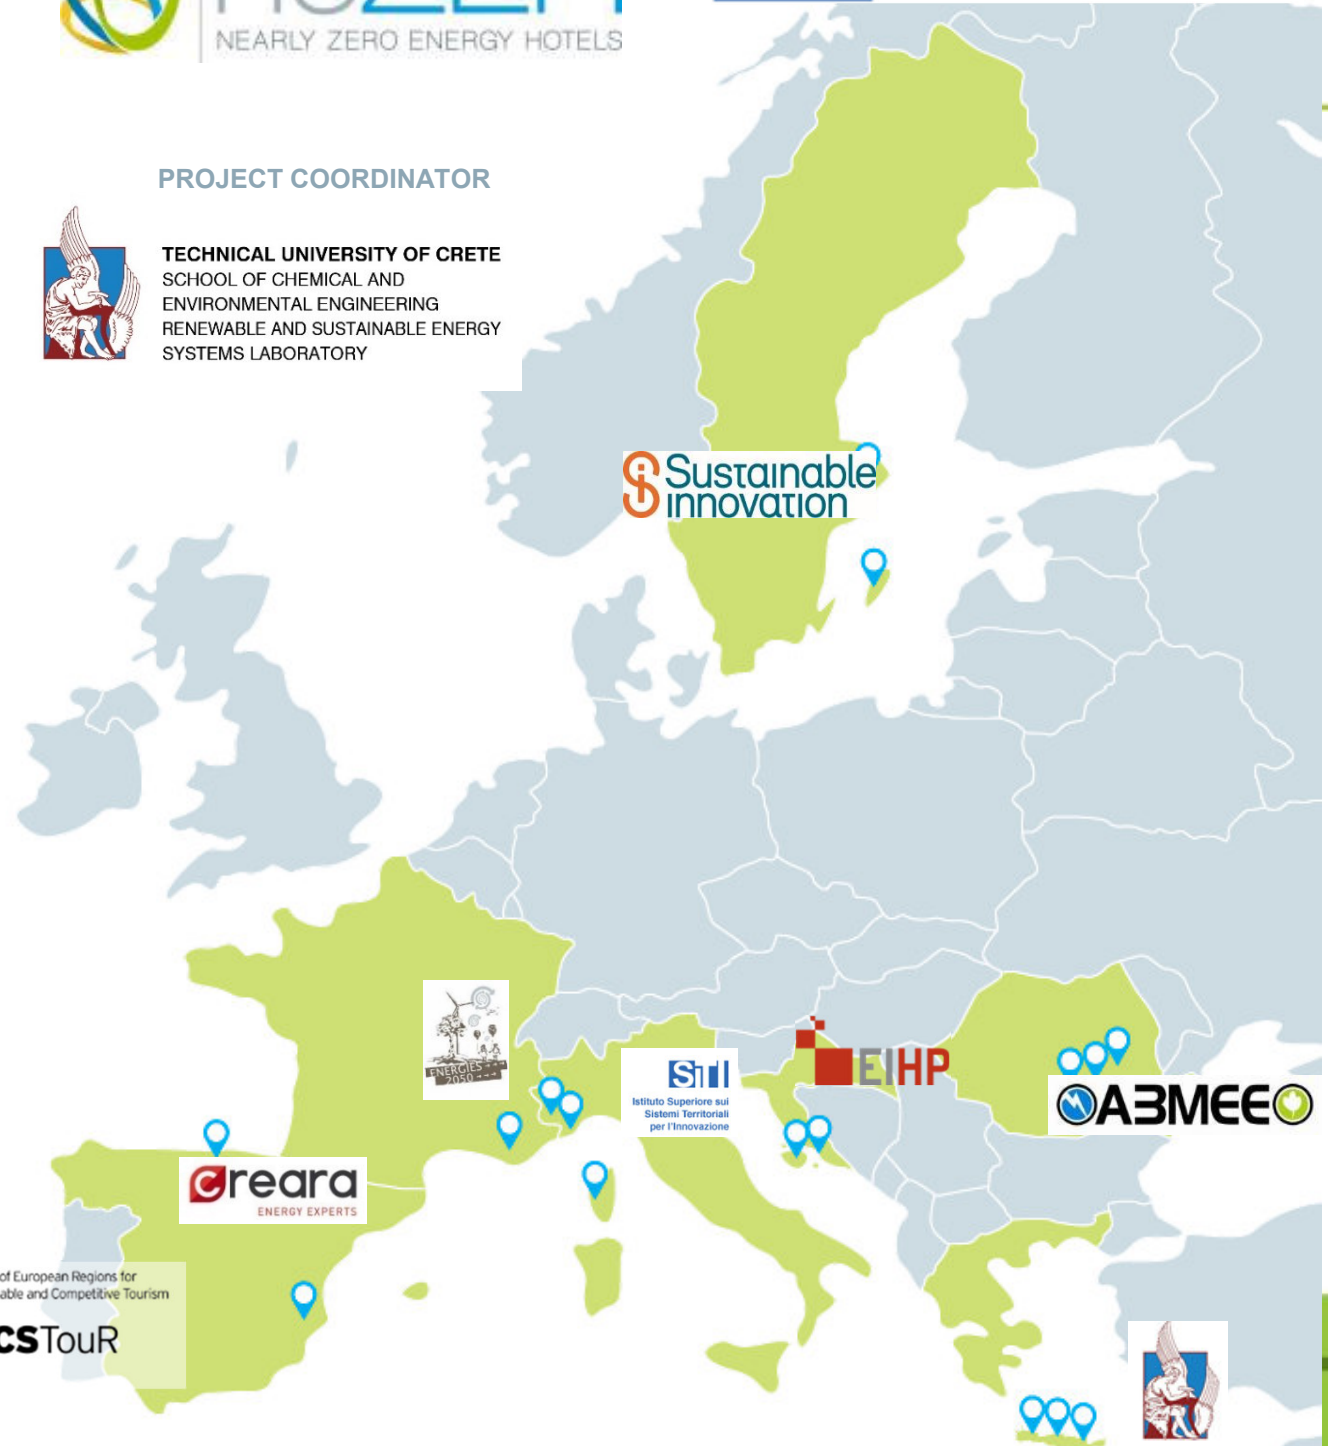 NEARLY ZERO ENERGY HOTELS
PROJECT COORDINATOR
TECHNICAL UNIVERSITY OF CRETE
SCHOOL OF CHEMICAL AND
ENVIRONMENTAL ENGINEERING
RENEWABLE AND SUSTAINABLE ENERGY
SYSTEMS LABORATORY
Sustainable
innovation
ENERGIES
2050
STI
Istituto Superiore sui
Sistemi Territoriali
per l'Innovazione
EIHP
ABMEE
creara
ENERGY EXPERTS
of European Regions for
able and Competitive Tourism
CSTouR